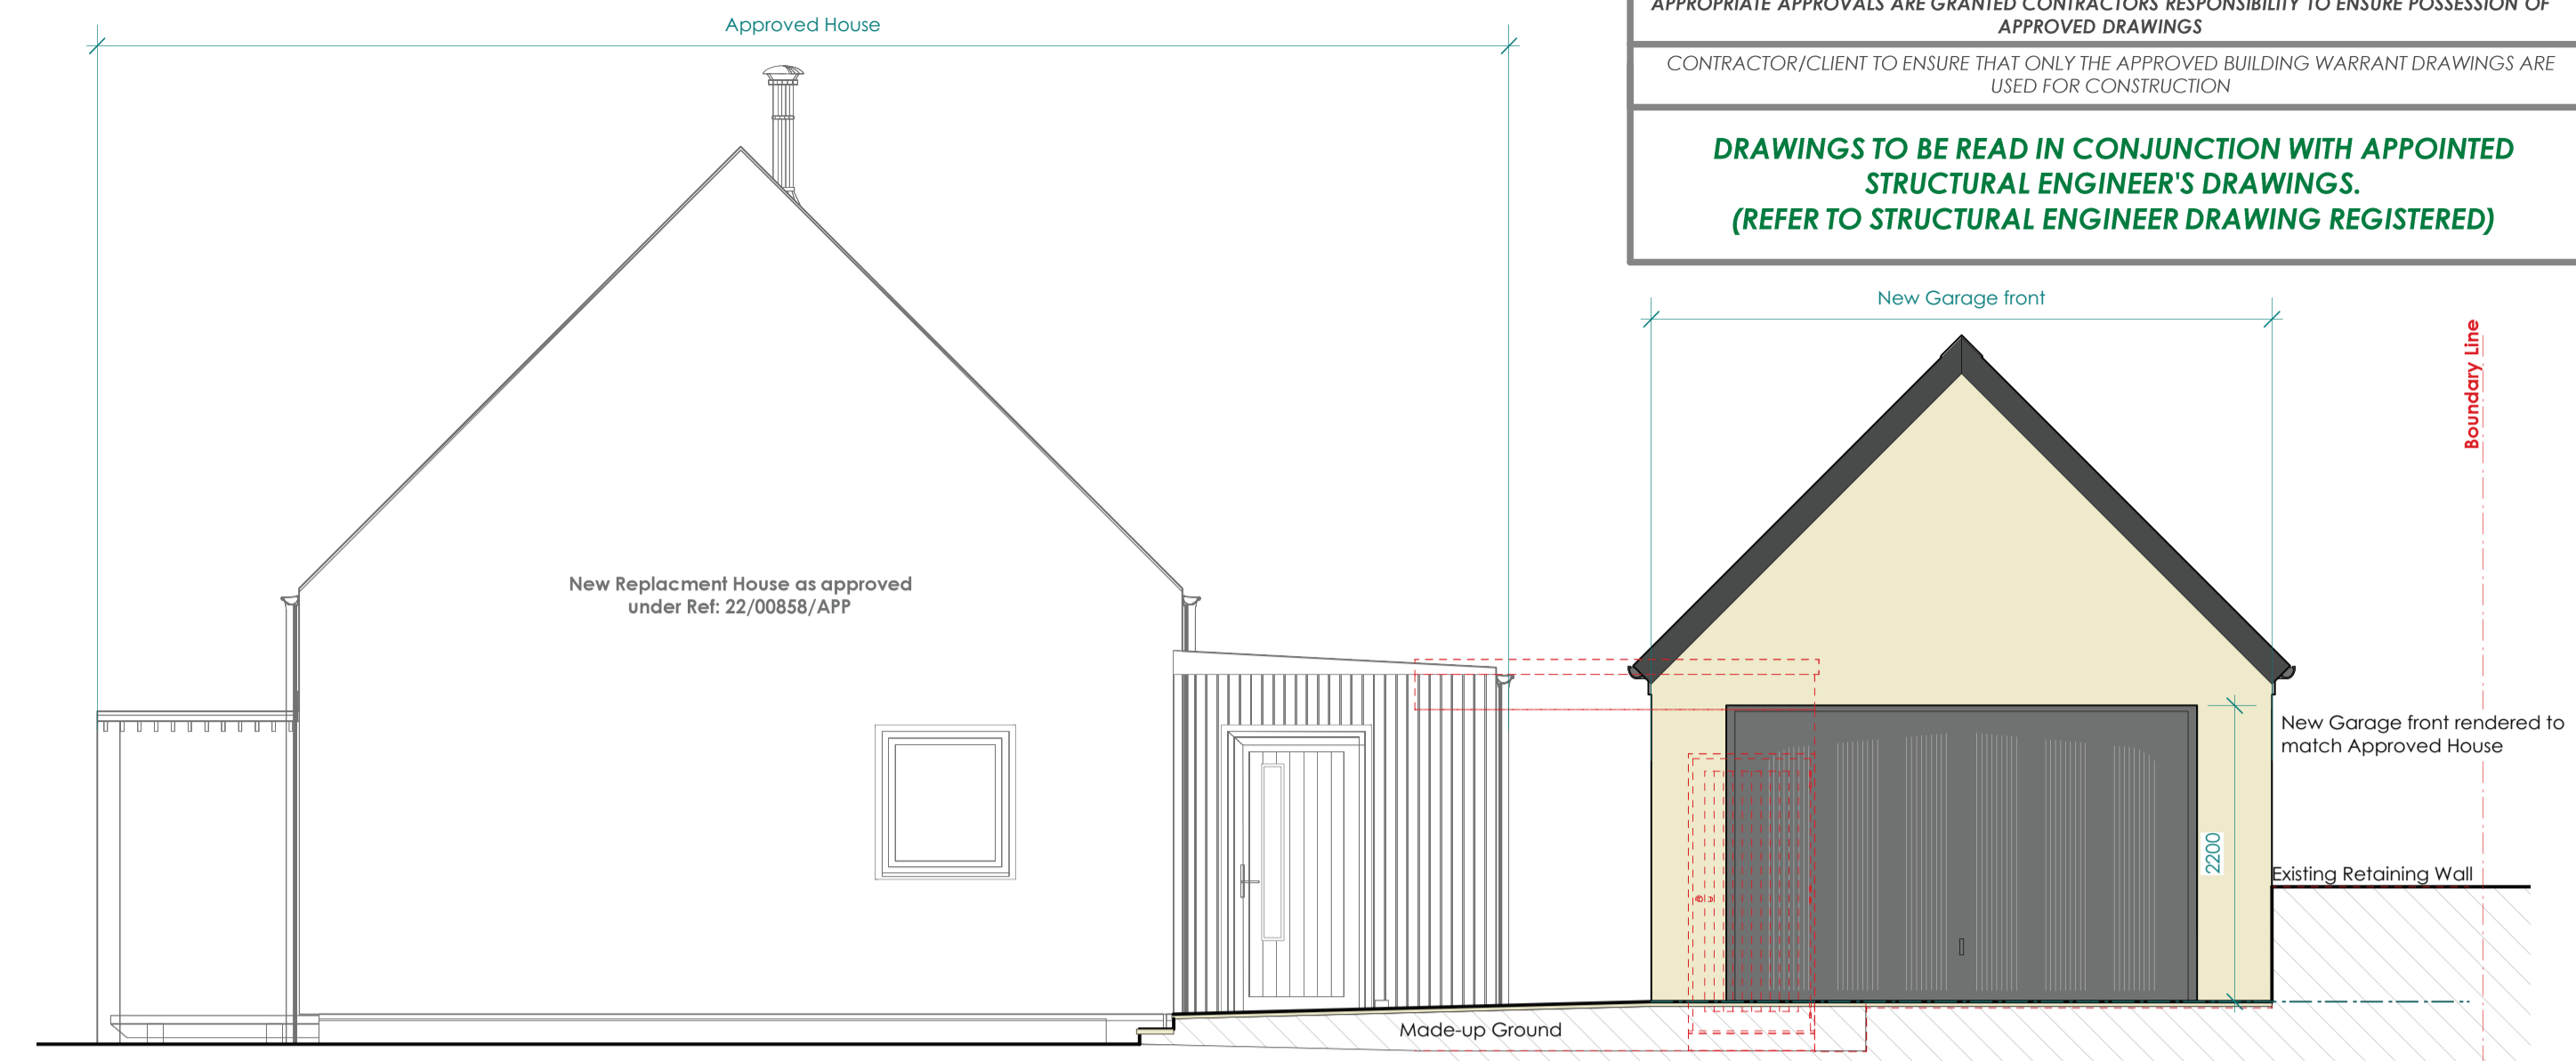 Approved House
APPROPRIATE APPROVALS ARE GRANTED CONTRACTORS RESPONSIBILITY TO ENSURE POSSESSION OF
APPROVED DRAWINGS
CONTRACTOR/CLIENT TO ENSURE THAT ONLY THE APPROVED BUILDING WARRANT DRAWINGS ARE
USED FOR CONSTRUCTION
DRAWINGS TO BE READ IN CONJUNCTION WITH APPOINTED
STRUCTURAL ENGINEER'S DRAWINGS.
(REFER TO STRUCTURAL ENGINEER DRAWING REGISTERED)
New Garage front
Boundary Line
New Replacment House as approved
under Ref: 22/00858/APP
New Garage front rendered to
match Approved House
2200
Existing Retaining Wall
Made-up Ground